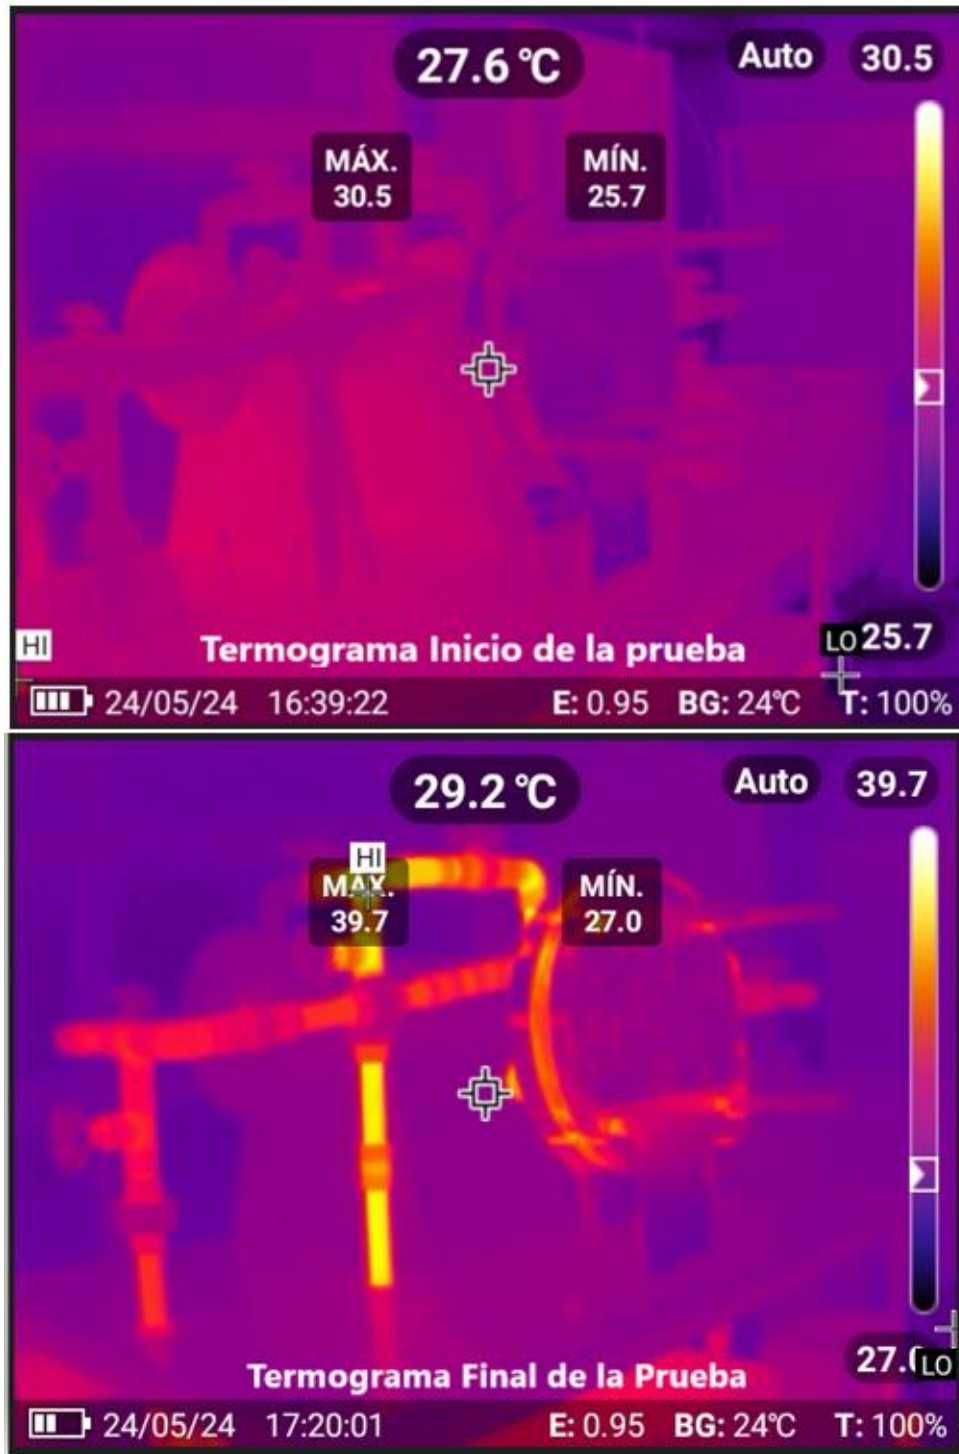 27.6 °C
Auto
30.5
MÁX.
30.5
MÍN.
25.7
HI
Termograma Inicio de la prueba
LO 25.7
24/05/24 16:39:22 E: 0.95 BG: 24°C T: 100%
29.2 °C
Auto
39.7
HI
MÁX.
39.7
MÍN.
27.0
Termograma Final de la Prueba
27.0 LO
24/05/24 17:20:01 E: 0.95 BG: 24°C T: 100%